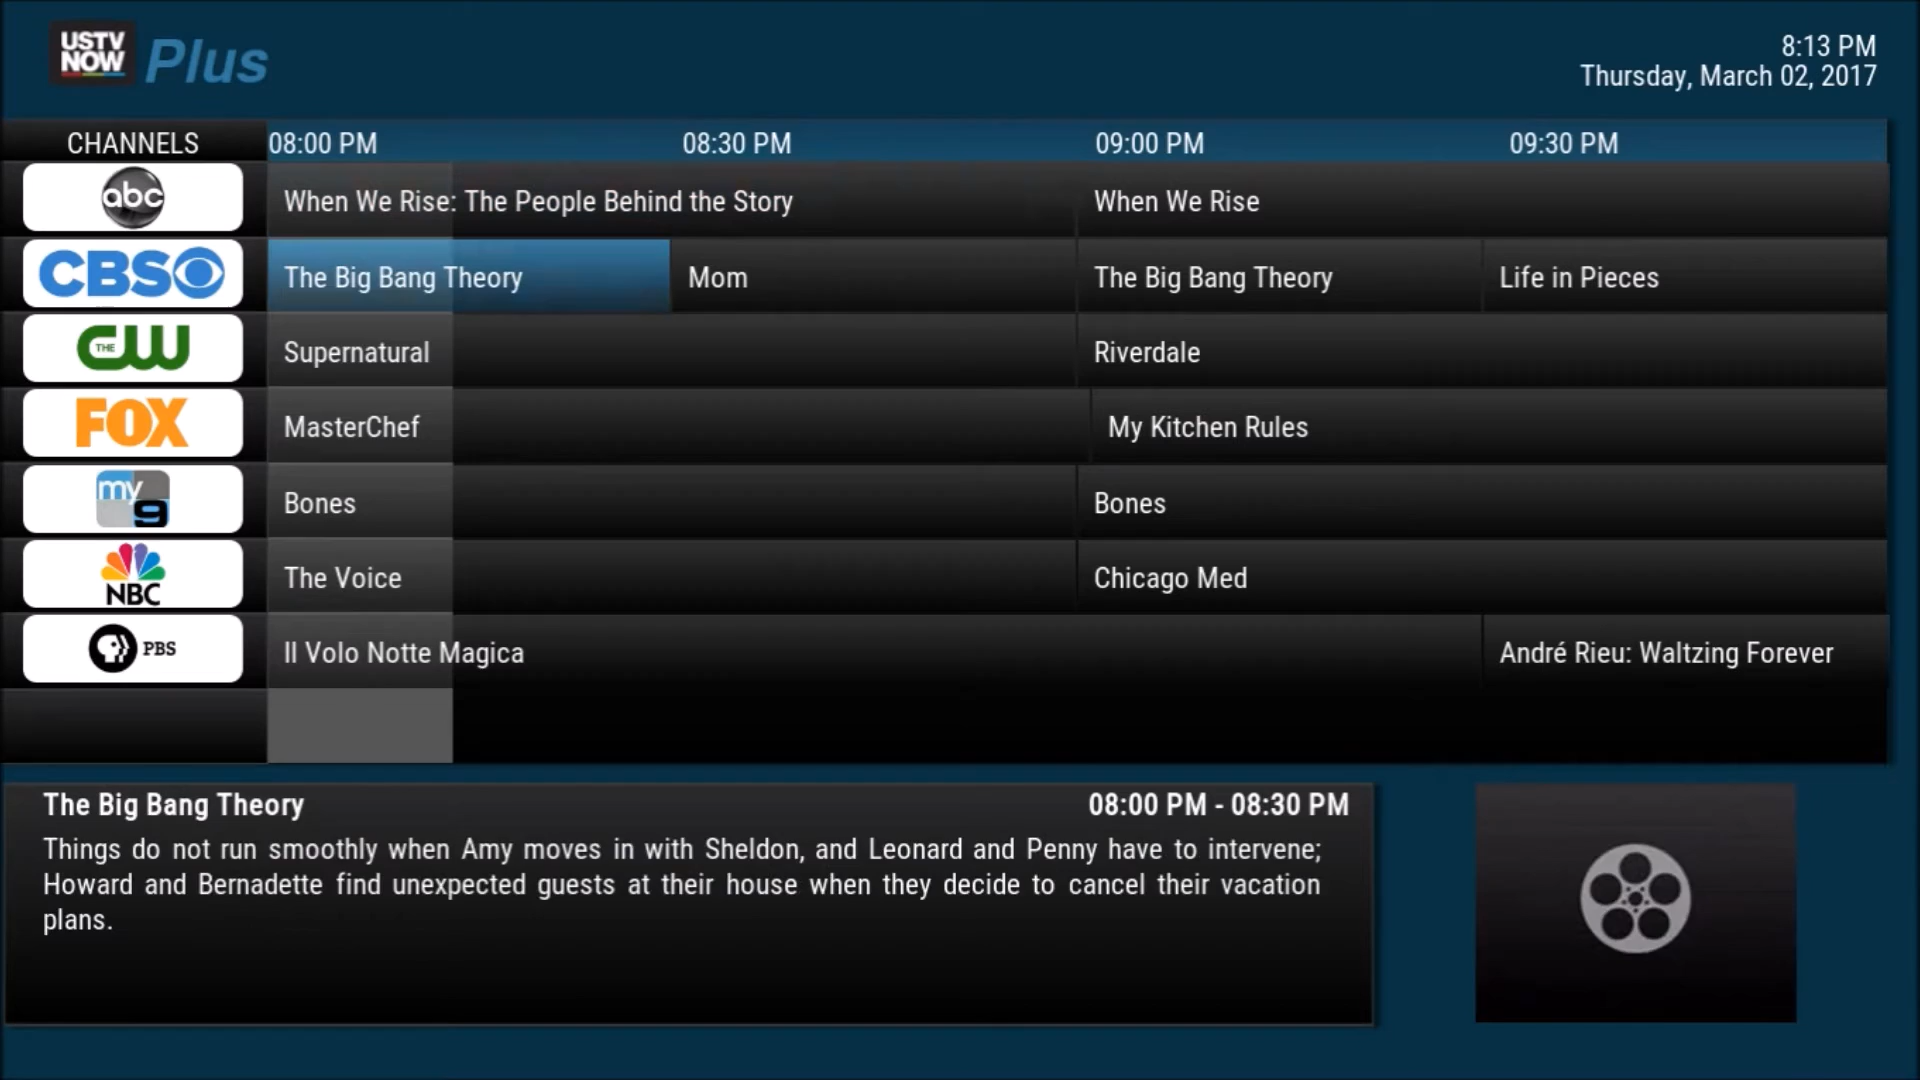 USTV
NOW Plus
8:13 PM
Thursday, March 02, 2017
CHANNELS 08:00 PM 08:30 PM 09:00 PM 09:30 PM
abc When We Rise: The People Behind the Story When We Rise
CBS The Big Bang Theory Mom The Big Bang Theory Life in Pieces
THE CW Supernatural Riverdale
FOX MasterChef My Kitchen Rules
my 9 Bones Bones
NBC The Voice Chicago Med
PBS Il Volo Notte Magica André Rieu: Waltzing Forever
The Big Bang Theory 08:00 PM - 08:30 PM
Things do not run smoothly when Amy moves in with Sheldon, and Leonard and Penny have to intervene;
Howard and Bernadette find unexpected guests at their house when they decide to cancel their vacation
plans.